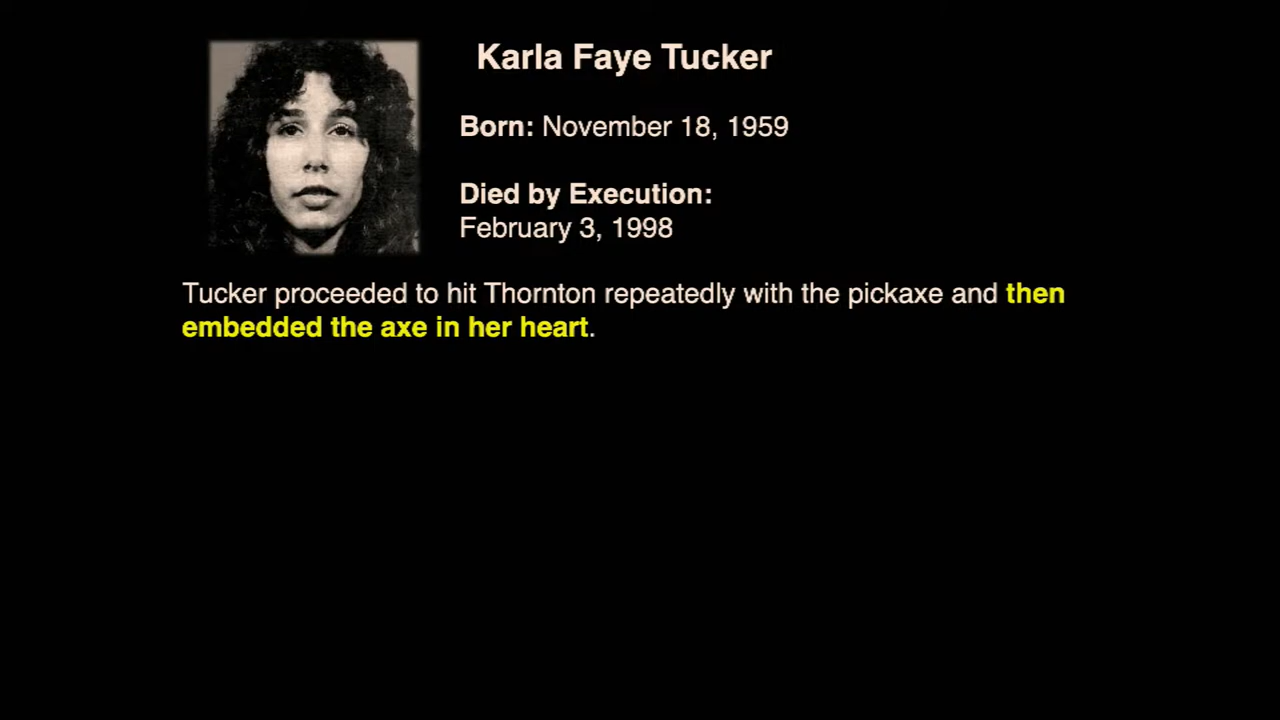 Karla Faye Tucker
Born: November 18, 1959
Died by Execution:
February 3, 1998
Tucker proceeded to hit Thornton repeatedly with the pickaxe and then
embedded the axe in her heart.